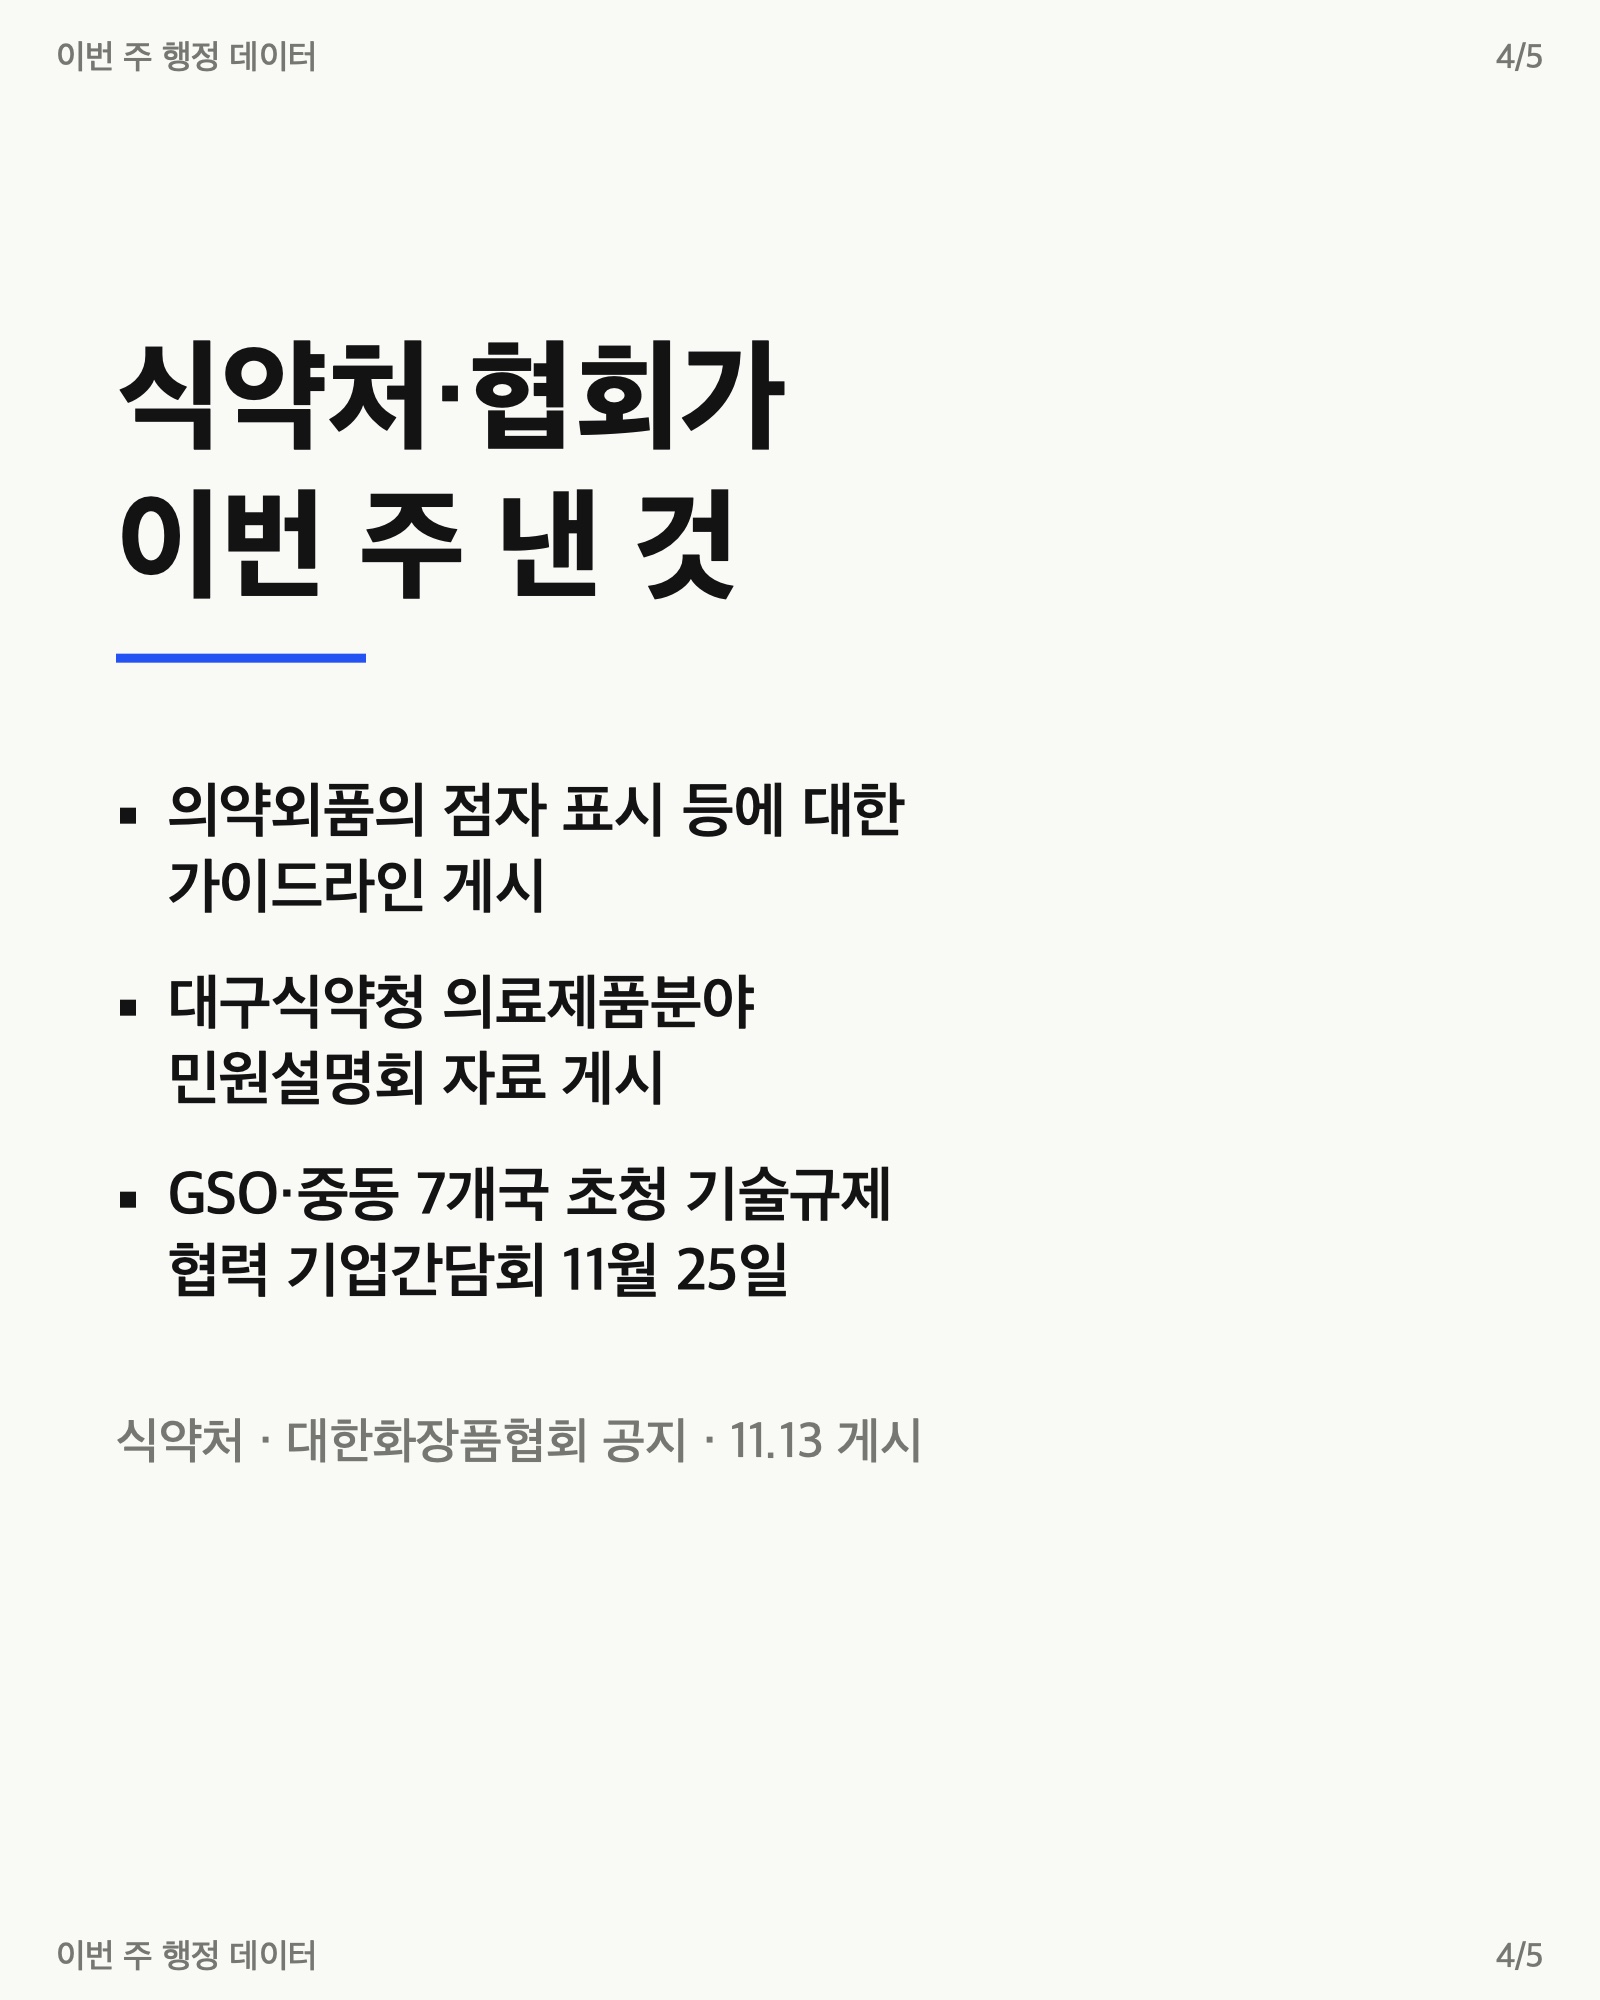 이번 주 행정 데이터
4/5
식약처·협회가
이번 주 낸 것
▪ 의약외품의 점자 표시 등에 대한
가이드라인 게시
▪ 대구식약청 의료제품분야
민원설명회 자료 게시
▪ GSO·중동 7개국 초청 기술규제
협력 기업간담회 11월 25일
식약처 · 대한화장품협회 공지 · 11.13 게시
이번 주 행정 데이터
4/5